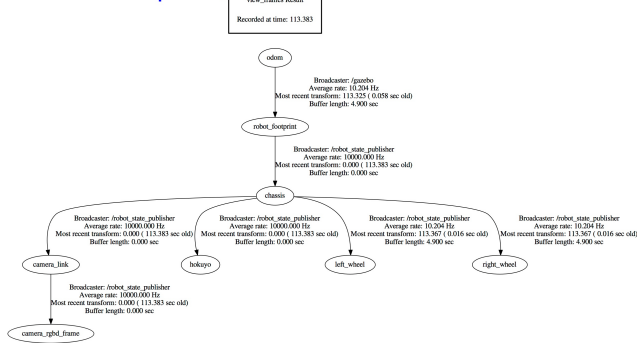 view_frames Result
Recorded at time: 113.383
odom
Broadcaster: /gazebo
Average rate: 10.204 Hz
Most recent transform: 113.325 ( 0.058 sec old)
Buffer length: 4.900 sec
robot_footprint
Broadcaster: /robot_state_publisher
Average rate: 10000.000 Hz
Most recent transform: 0.000 ( 113.383 sec old)
Buffer length: 0.000 sec
chassis
Broadcaster: /robot_state_publisher
Average rate: 10000.000 Hz
Most recent transform: 0.000 ( 113.383 sec old)
Buffer length: 0.000 sec
Broadcaster: /robot_state_publisher
Average rate: 10000.000 Hz
Most recent transform: 0.000 ( 113.383 sec old)
Buffer length: 0.000 sec
Broadcaster: /robot_state_publisher
Average rate: 10.204 Hz
Most recent transform: 113.367 ( 0.016 sec old)
Buffer length: 4.900 sec
Broadcaster: /robot_state_publisher
Average rate: 10.204 Hz
Most recent transform: 113.367 ( 0.016 sec old)
Buffer length: 4.900 sec
camera_link
hokuyo
left_wheel
right_wheel
Broadcaster: /robot_state_publisher
Average rate: 10000.000 Hz
Most recent transform: 0.000 ( 113.383 sec old)
Buffer length: 0.000 sec
camera_rgbd_frame